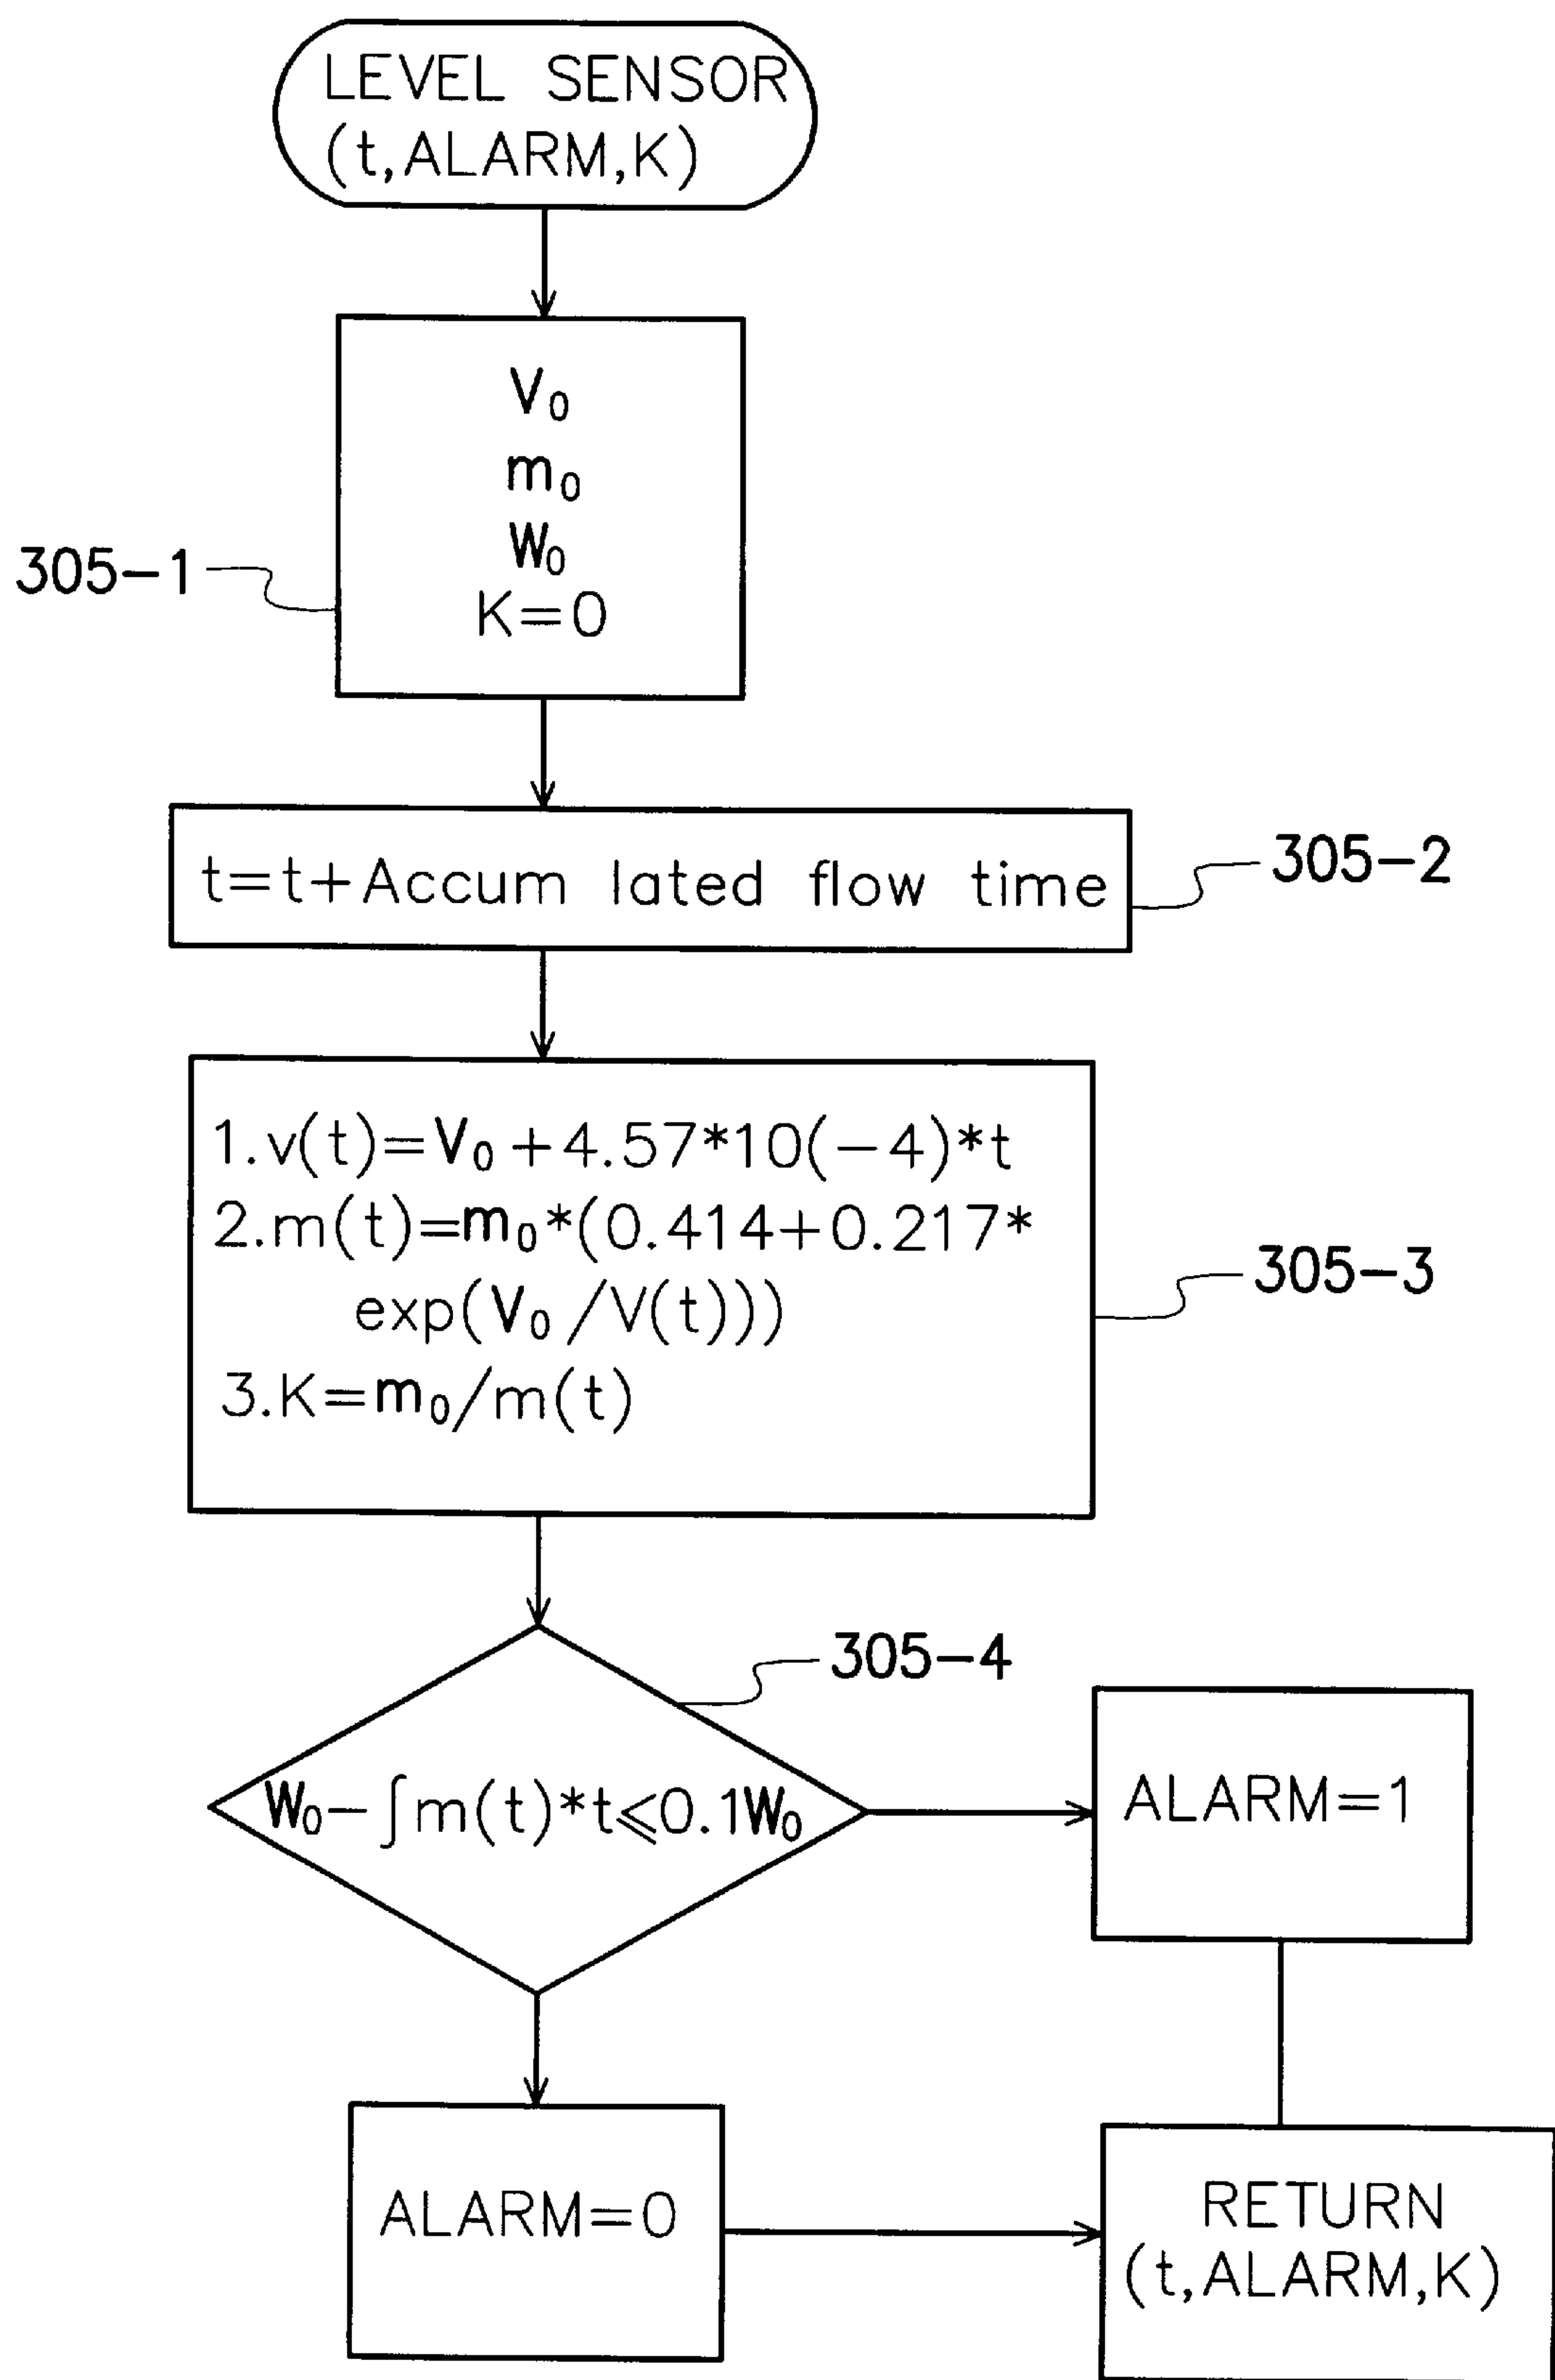 LEVEL SENSOR
(t,ALARM,K)
V₀
m₀
W₀
K=0
305-1
t=t+Accum lated flow time
305-2
1.v(t)=V₀+4.57*10(-4)*t
2.m(t)=m₀*(0.414+0.217*
exp(V₀/V(t)))
3.K=m₀/m(t)
305-3
305-4
W₀-∫m(t)*t⩽0.1W₀
ALARM=1
ALARM=0
RETURN
(t,ALARM,K)